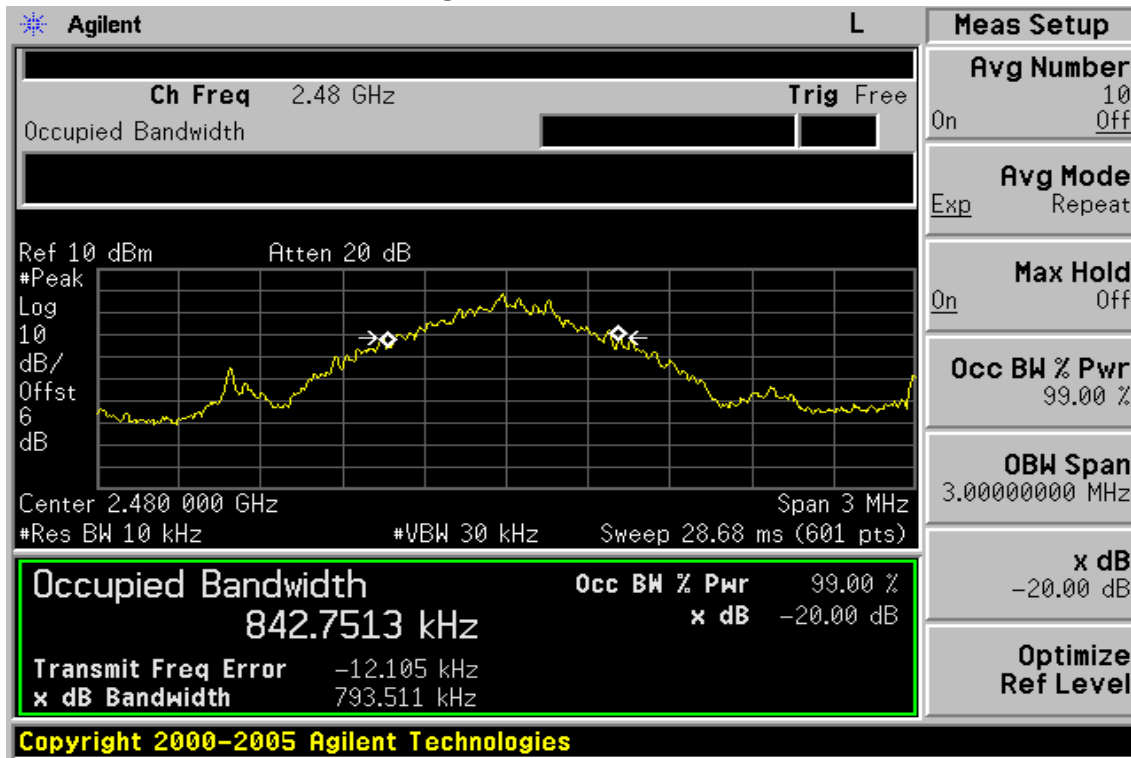 Agilent L
Ch Freq 2.48 GHz Trig Free
Occupied Bandwidth
Ref 10 dBm Atten 20 dB
#Peak
Log
10
dB/
Offst
6
dB
Center 2.480 000 GHz Span 3 MHz
#Res BW 10 kHz #VBW 30 kHz Sweep 28.68 ms (601 pts)
Occupied Bandwidth Occ BW % Pwr 99.00 %
842.7513 kHz x dB -20.00 dB
Transmit Freq Error -12.105 kHz
x dB Bandwidth 793.511 kHz
Copyright 2000-2005 Agilent Technologies
Meas Setup
Avg Number
10
On Off
Avg Mode
Exp Repeat
Max Hold
On Off
Occ BW % Pwr
99.00 %
OBW Span
3.00000000 MHz
x dB
-20.00 dB
Optimize
Ref Level